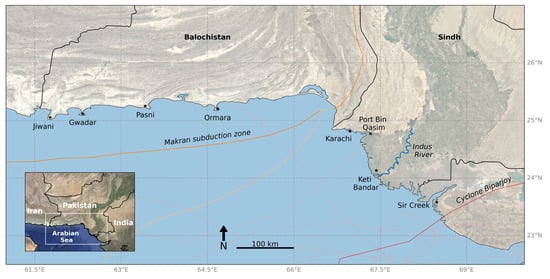 Balochistan
Sindh
26°N
Jiwani
Gwadar
Pasni
Ormara
Makran subduction zone
Karachi
Port Bin
Qasim
Indus
River
25°N
Keti
Bandar
24°N
Sir Creek
Cyclone Biparjoy
23°N
Iran
Pakistan
India
Arabian
Sea
N
100 km
61.5°E
63°E
64.5°E
66°E
67.5°E
69°E